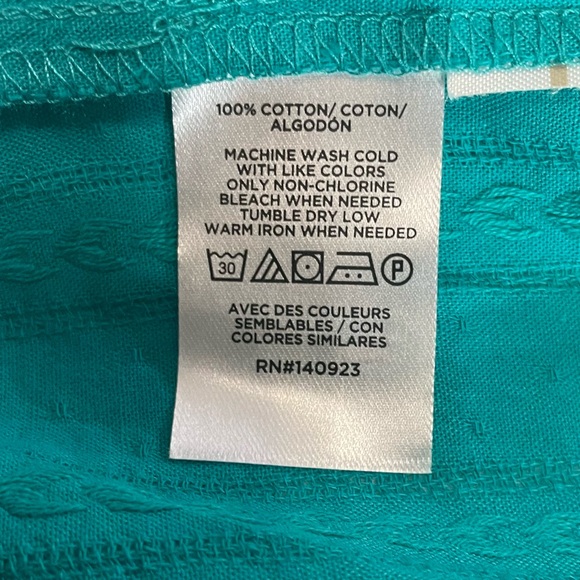 100% COTTON/ COTON/
ALGODÓN
MACHINE WASH COLD
WITH LIKE COLORS
ONLY NON-CHLORINE
BLEACH WHEN NEEDED
TUMBLE DRY LOW
WARM IRON WHEN NEEDED
30 P
AVEC DES COULEURS
SEMBLABLES / CON
COLORES SIMILARES
RN#140923